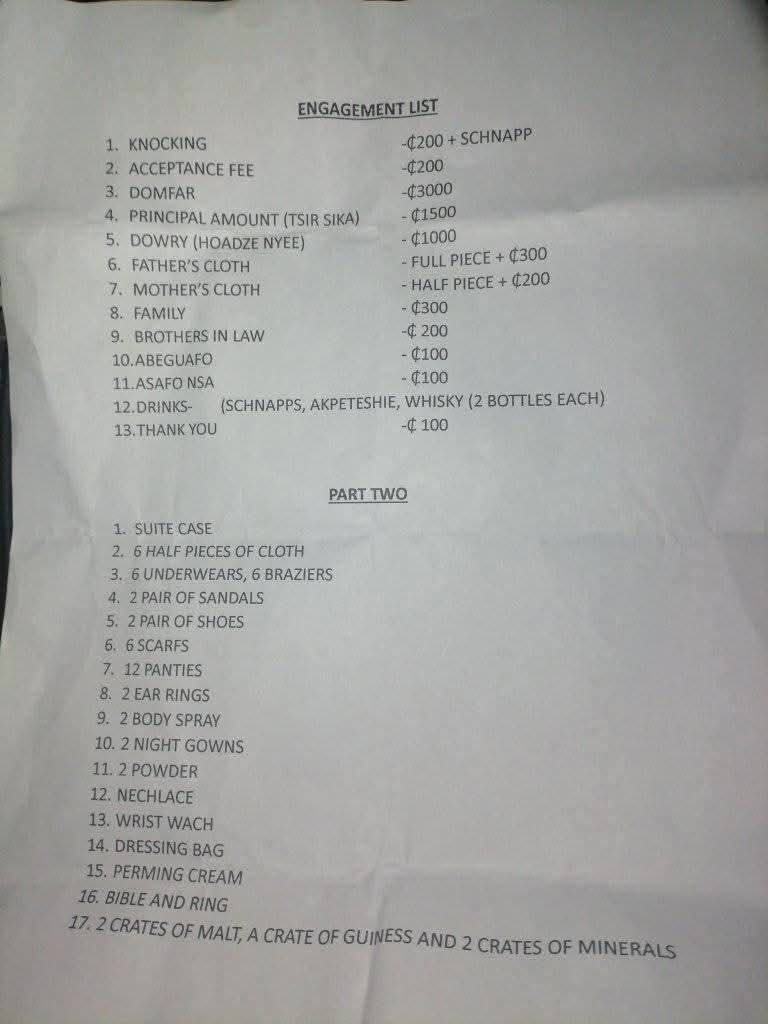 ENGAGEMENT LIST
1. KNOCKING -₵200 + SCHNAPP
2. ACCEPTANCE FEE -₵200
3. DOMFAR -₵3000
4. PRINCIPAL AMOUNT (TSIR SIKA) - ₵1500
5. DOWRY (HOADZE NYEE) - ₵1000
6. FATHER'S CLOTH - FULL PIECE + ₵300
7. MOTHER'S CLOTH - HALF PIECE + ₵200
8. FAMILY - ₵300
9. BROTHERS IN LAW -₵ 200
10.ABEGUAFO - ₵100
11.ASAFO NSA - ₵100
12.DRINKS- (SCHNAPPS, AKPETESHIE, WHISKY (2 BOTTLES EACH)
13.THANK YOU -₵ 100
PART TWO
1. SUITE CASE
2. 6 HALF PIECES OF CLOTH
3. 6 UNDERWEARS, 6 BRAZIERS
4. 2 PAIR OF SANDALS
5. 2 PAIR OF SHOES
6. 6 SCARFS
7. 12 PANTIES
8. 2 EAR RINGS
9. 2 BODY SPRAY
10. 2 NIGHT GOWNS
11. 2 POWDER
12. NECHLACE
13. WRIST WACH
14. DRESSING BAG
15. PERMING CREAM
16. BIBLE AND RING
17. 2 CRATES OF MALT, A CRATE OF GUINESS AND 2 CRATES OF MINERALS